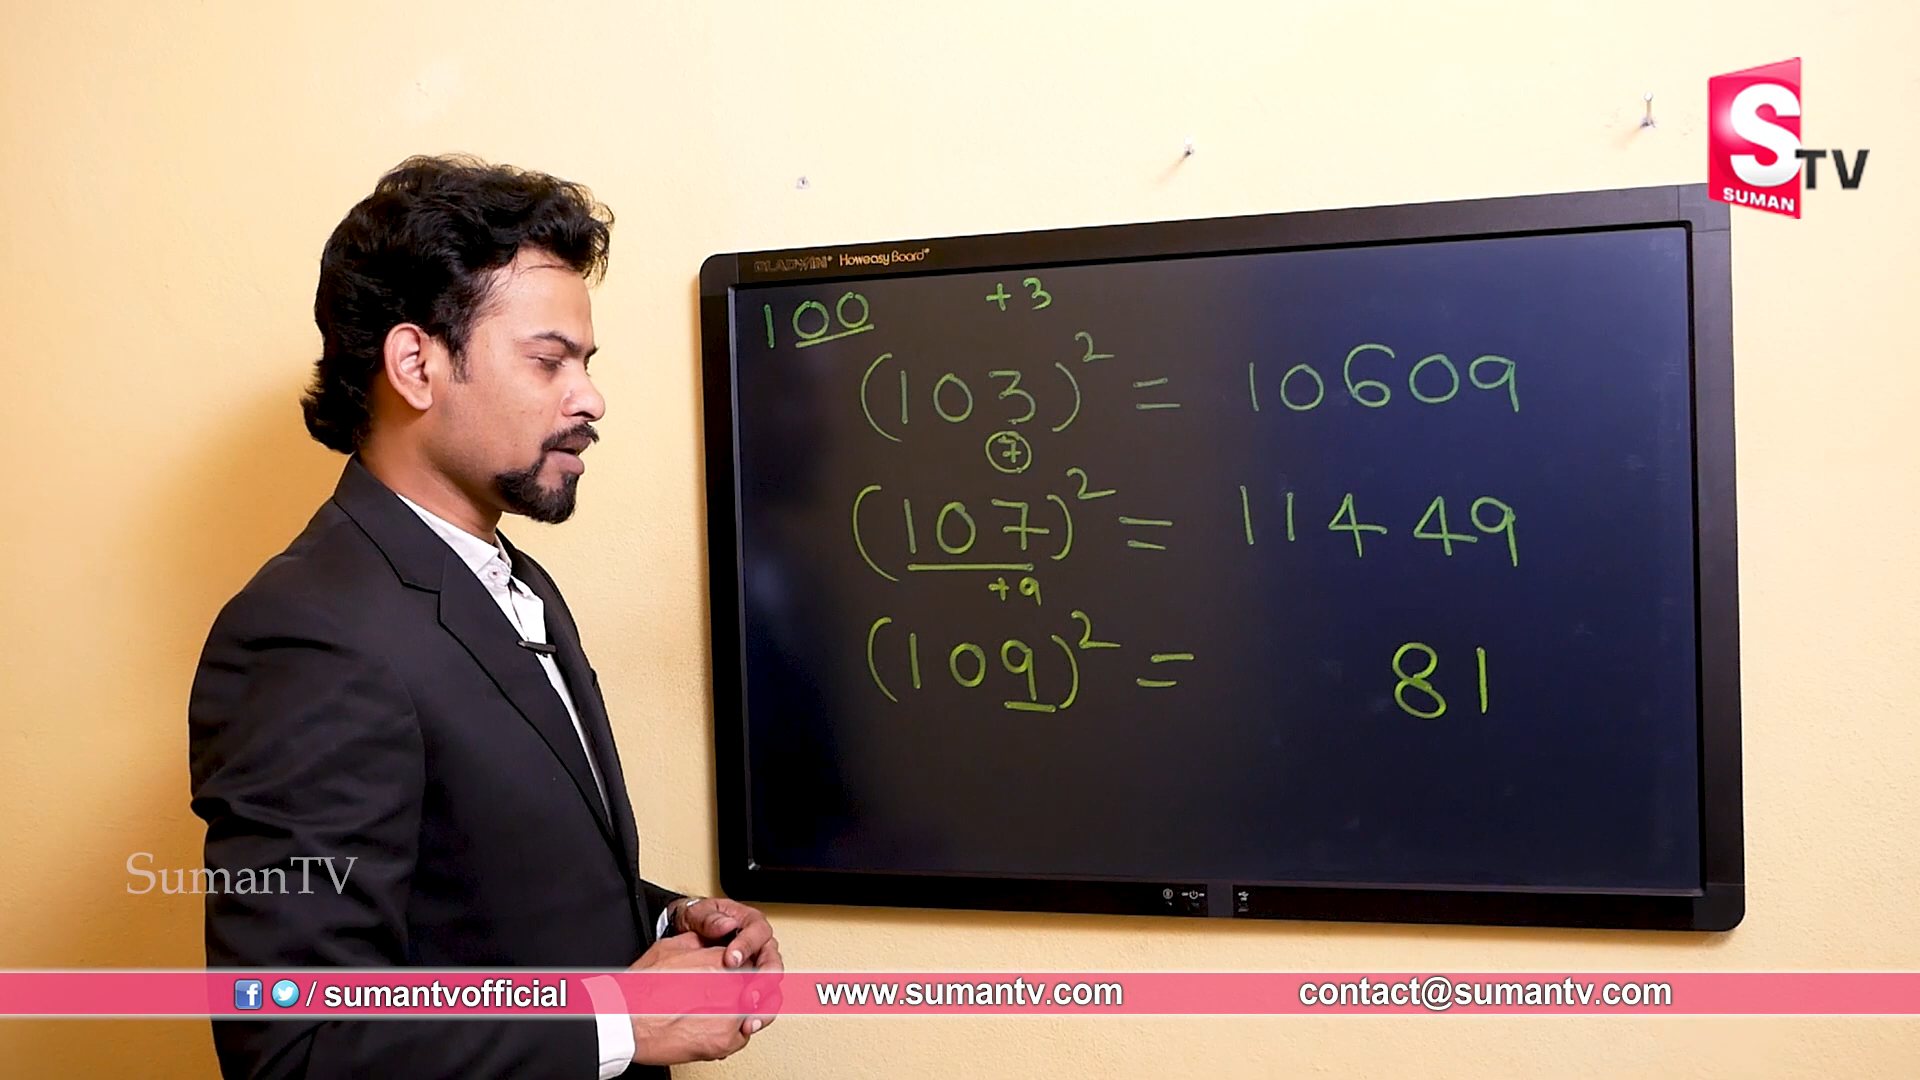 S TV
SUMAN
GLADWIN® Howeasy Board®
100 +3
(103)² = 10609
7
(107)² = 11449
+9
(109)² = 81
SumanTV
/ sumantvofficial www.sumantv.com contact@sumantv.com